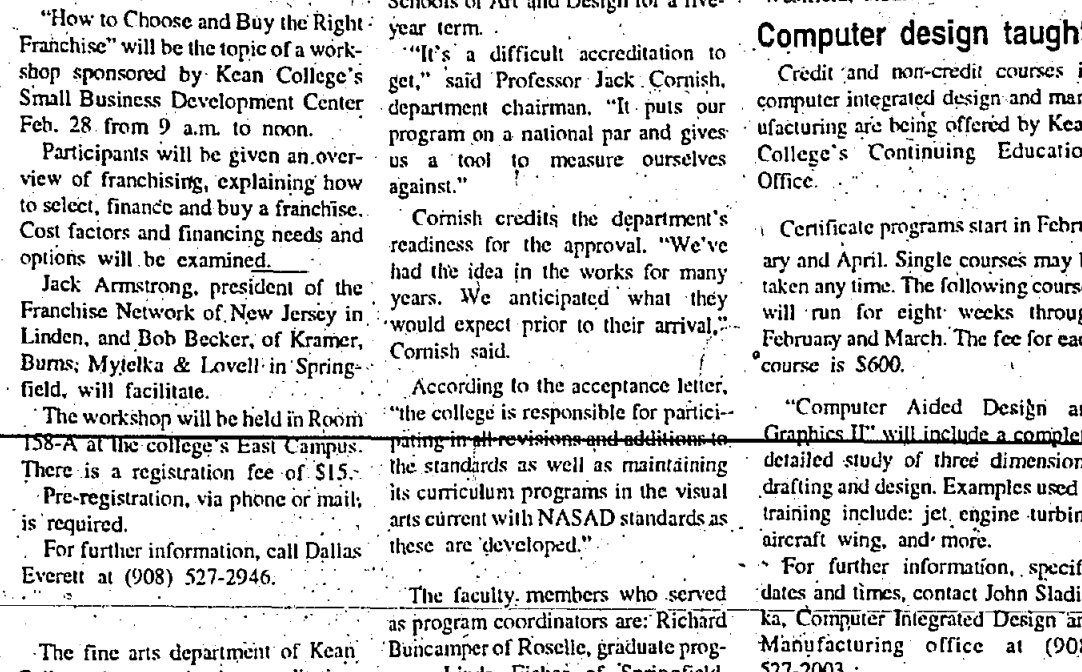 "How to Choose and Buy the Right
Franchise" will be the topic of a work-
shop sponsored by Kean College's
Small Business Development Center
Feb. 28 from 9 a.m. to noon.
Participants will be given an over-
view of franchising, explaining how
to select, finance and buy a franchise.
Cost factors and financing needs and
options will be examined.
Jack Armstrong, president of the
Franchise Network of New Jersey in
Linden, and Bob Becker, of Kramer,
Burns, Mytelka & Lovell in Spring-
field, will facilitate.
The workshop will be held in Room
158-A at the college's East Campus.
There is a registration fee of $15.
Pre-registration, via phone or mail,
is required.
For further information, call Dallas
Everett at (908) 527-2946.
The fine arts department of Kean
Schools of Art and Design for a five-
year term.
"It's a difficult accreditation to
get," said Professor Jack Cornish,
department chairman. "It puts our
program on a national par and gives
us a tool to measure ourselves
against."
Cornish credits the department's
readiness for the approval. "We've
had the idea in the works for many
years. We anticipated what they
would expect prior to their arrival,"
Cornish said.
According to the acceptance letter,
"the college is responsible for partici-
pating in all revisions and additions to
the standards as well as maintaining
its curriculum programs in the visual
arts current with NASAD standards as
these are developed."
The faculty members who served
as program coordinators are: Richard
Buncamper of Roselle, graduate prog-
of Springfield,
Computer design taught
Credit and non-credit courses i
computer integrated design and man
ufacturing are being offered by Kea
College's Continuing Educatio
Office.
Certificate programs start in Febru
ary and April. Single courses may b
taken any time. The following course
will run for eight weeks throug
February and March. The fee for eac
course is $600.
"Computer Aided Design an
Graphics II" will include a complet
detailed study of three dimension
drafting and design. Examples used
training include: jet engine turbin
aircraft wing, and more.
For further information, specif
dates and times, contact John Sladi
ka, Computer Integrated Design an
Manufacturing office at (90
527-2003.